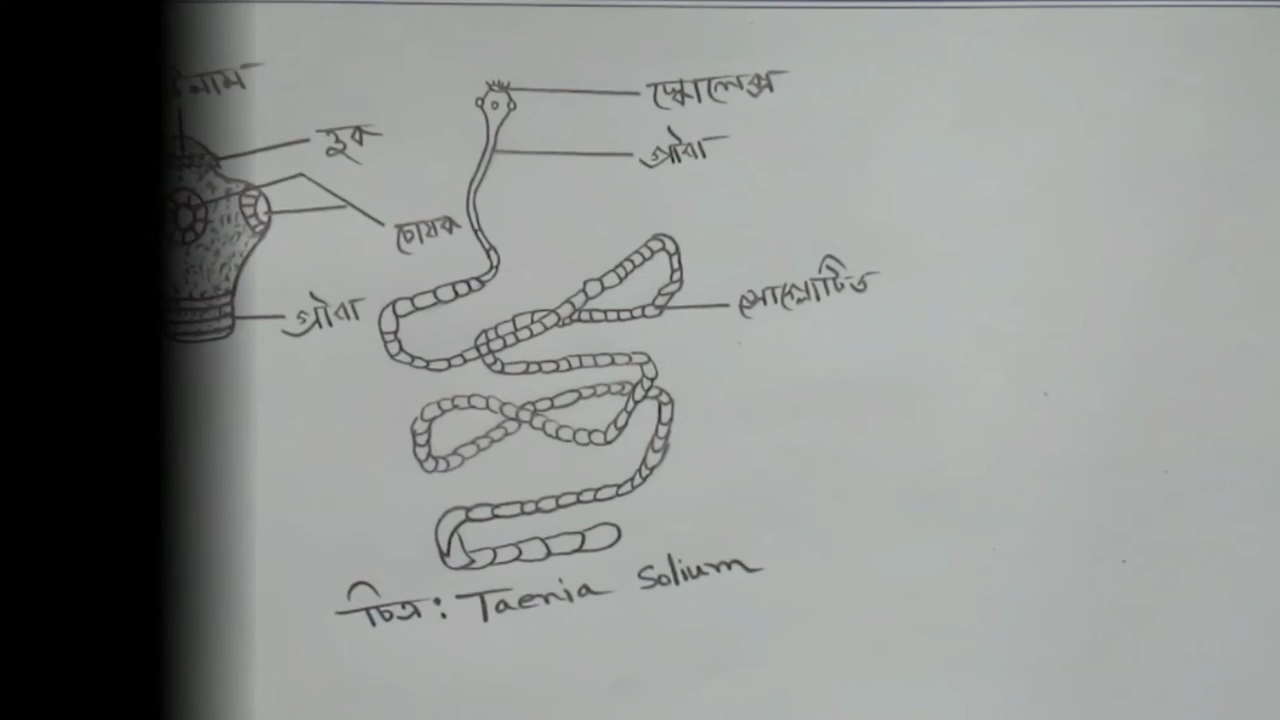 হুক
চোষক
গ্রীবা
স্কোলেক্স
গ্রীবা
প্রোগ্লোটিড
চিত্র: Taenia Solium